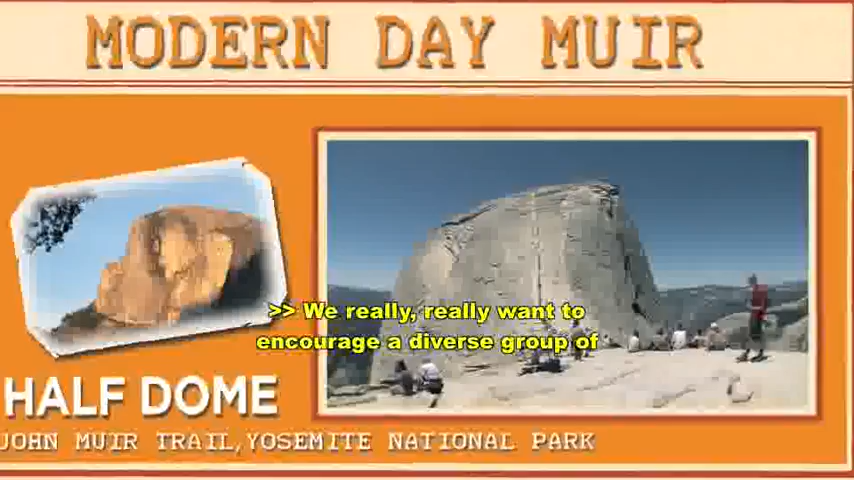 MODERN DAY MUIR
>> We really, really want to
encourage a diverse group of
HALF DOME
JOHN MUIR TRAIL,YOSEMITE NATIONAL PARK